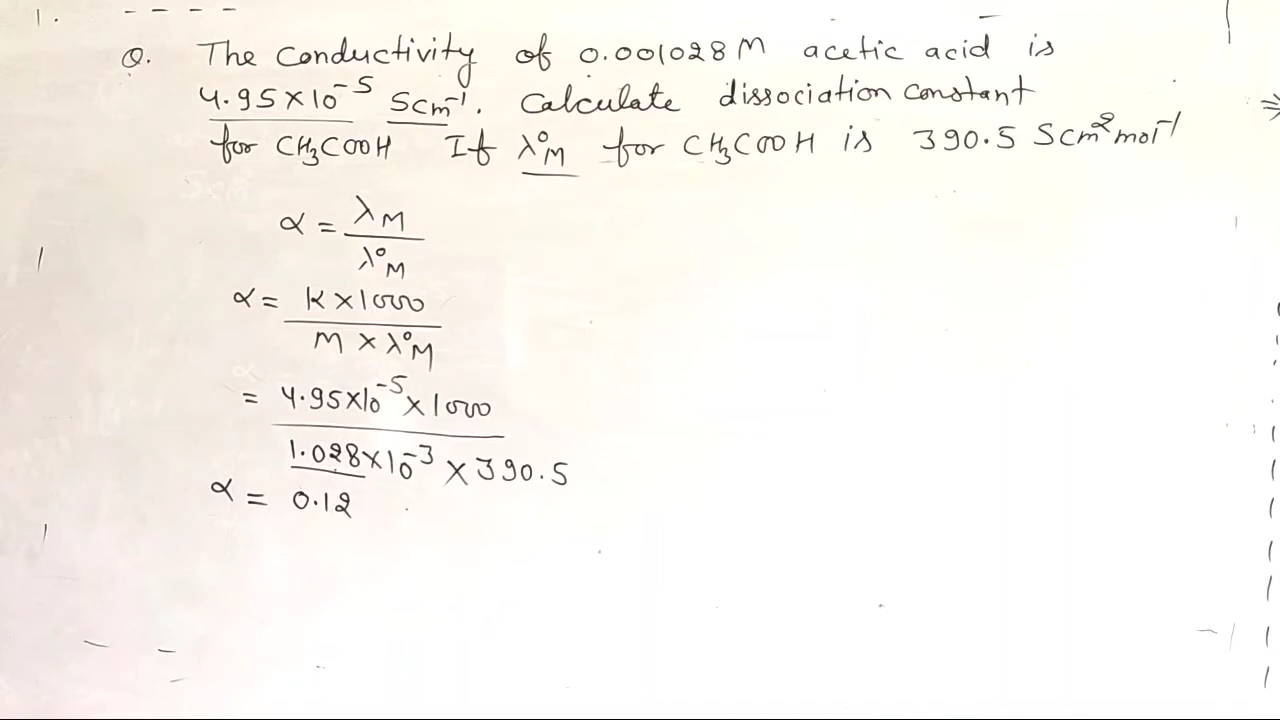 Q. The Conductivity of 0.001028 M acetic acid is
4.95×10⁻⁵ Scm⁻¹. Calculate dissociation constant
for CH₃COOH If λ°M for CH₃COOH is 390.5 Scm²mol⁻¹
α = λM / λ°M
α = K×1000 / M × λ°M
= 4.95×10⁻⁵ × 1000 / 1.028×10⁻³ × 390.5
α = 0.12